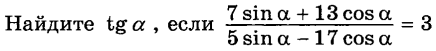 Найдите tg α, если (7 sin α + 13 cos α)/(5 sin α − 17 cos α) = 3